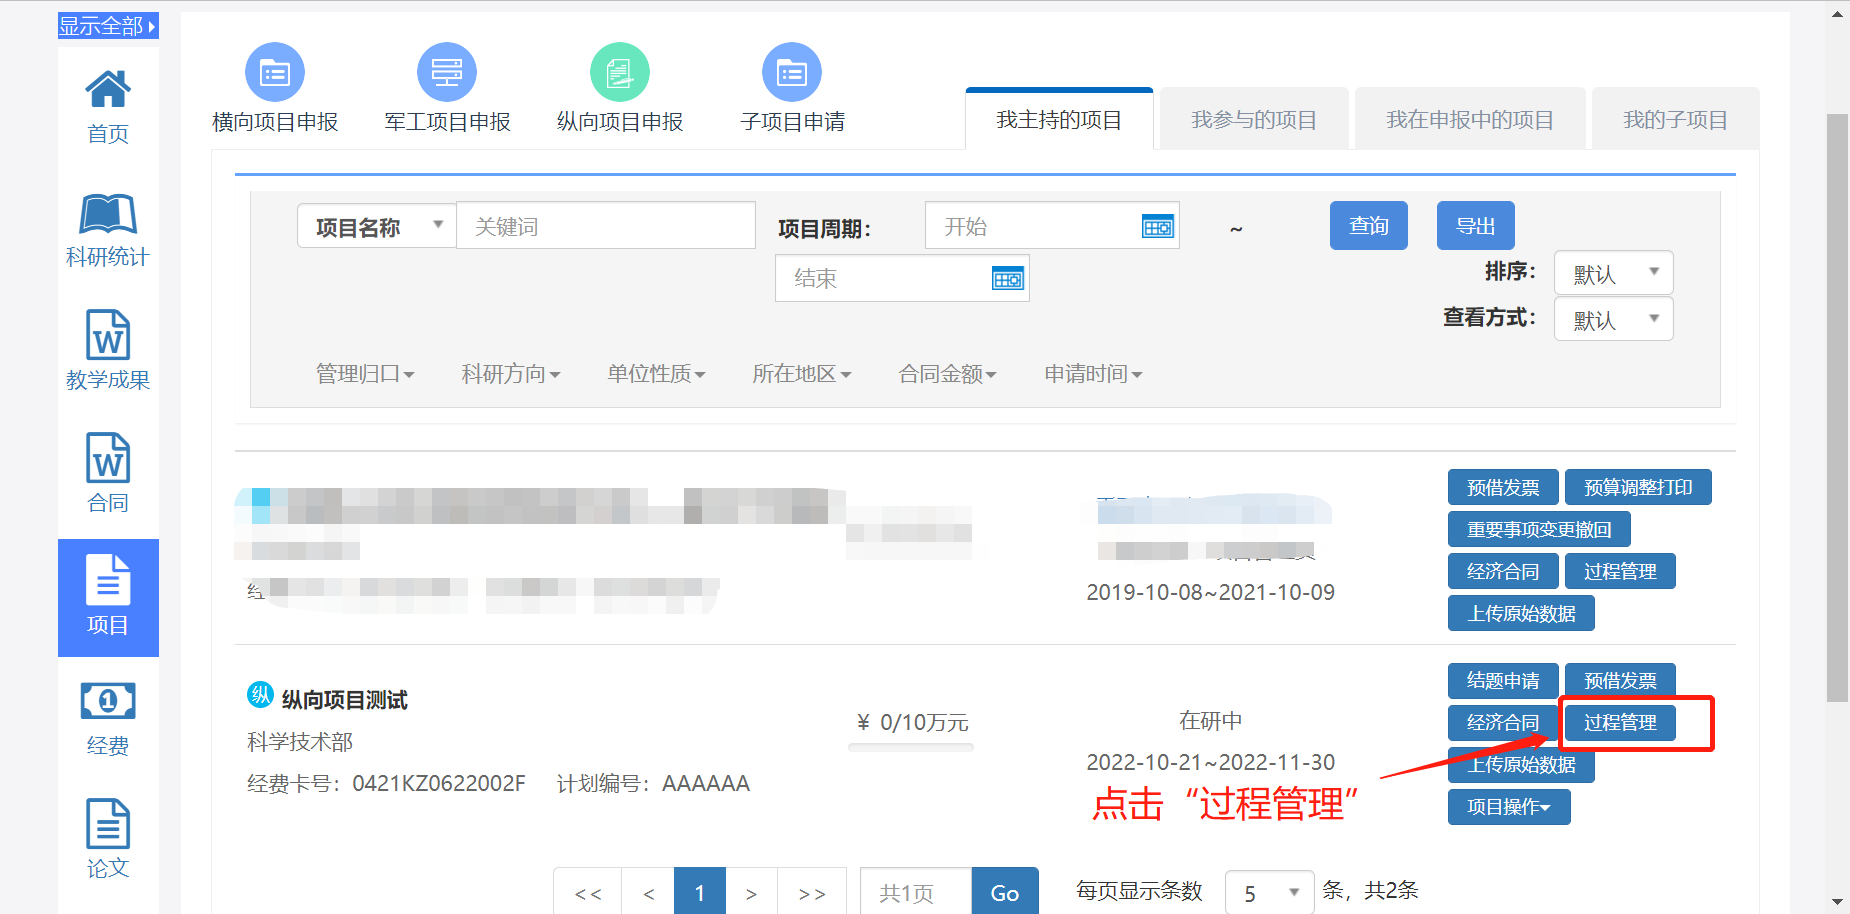 显示全部
首页
科研统计
教学成果
合同
项目
经费
论文
横向项目申报
军工项目申报
纵向项目申报
子项目申请
我主持的项目
我参与的项目
我在申报中的项目
我的子项目
项目名称
关键词
项目周期：
开始
~
结束
查询
导出
排序：
默认
查看方式：
默认
管理归口
科研方向
单位性质
所在地区
合同金额
申请时间
经
2019-10-08~2021-10-09
预借发票
预算调整打印
重要事项变更撤回
经济合同
过程管理
上传原始数据
纵 纵向项目测试
科学技术部
经费卡号：0421KZ0622002F
计划编号：AAAAAA
¥ 0/10万元
在研中
2022-10-21~2022-11-30
点击“过程管理”
结题申请
预借发票
经济合同
过程管理
上传原始数据
项目操作
<<
<
1
>
>>
共1页
Go
每页显示条数
5
条，共2条